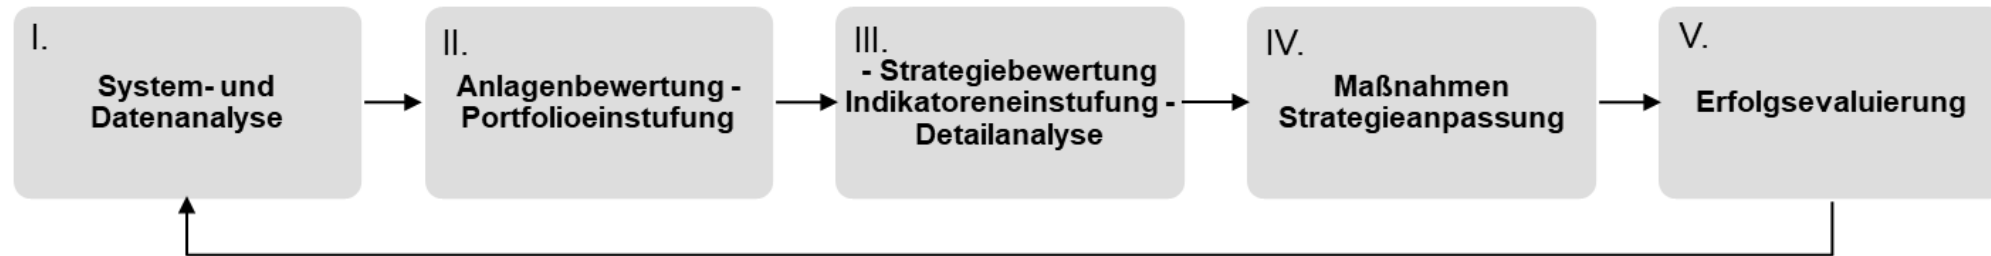 I.
System- und
Datenanalyse
II.
Anlagenbewertung -
Portfolioeinstufung
III.
- Strategiebewertung
Indikatoreneinstufung -
Detailanalyse
IV.
Maßnahmen
Strategieanpassung
V.
Erfolgsevaluierung